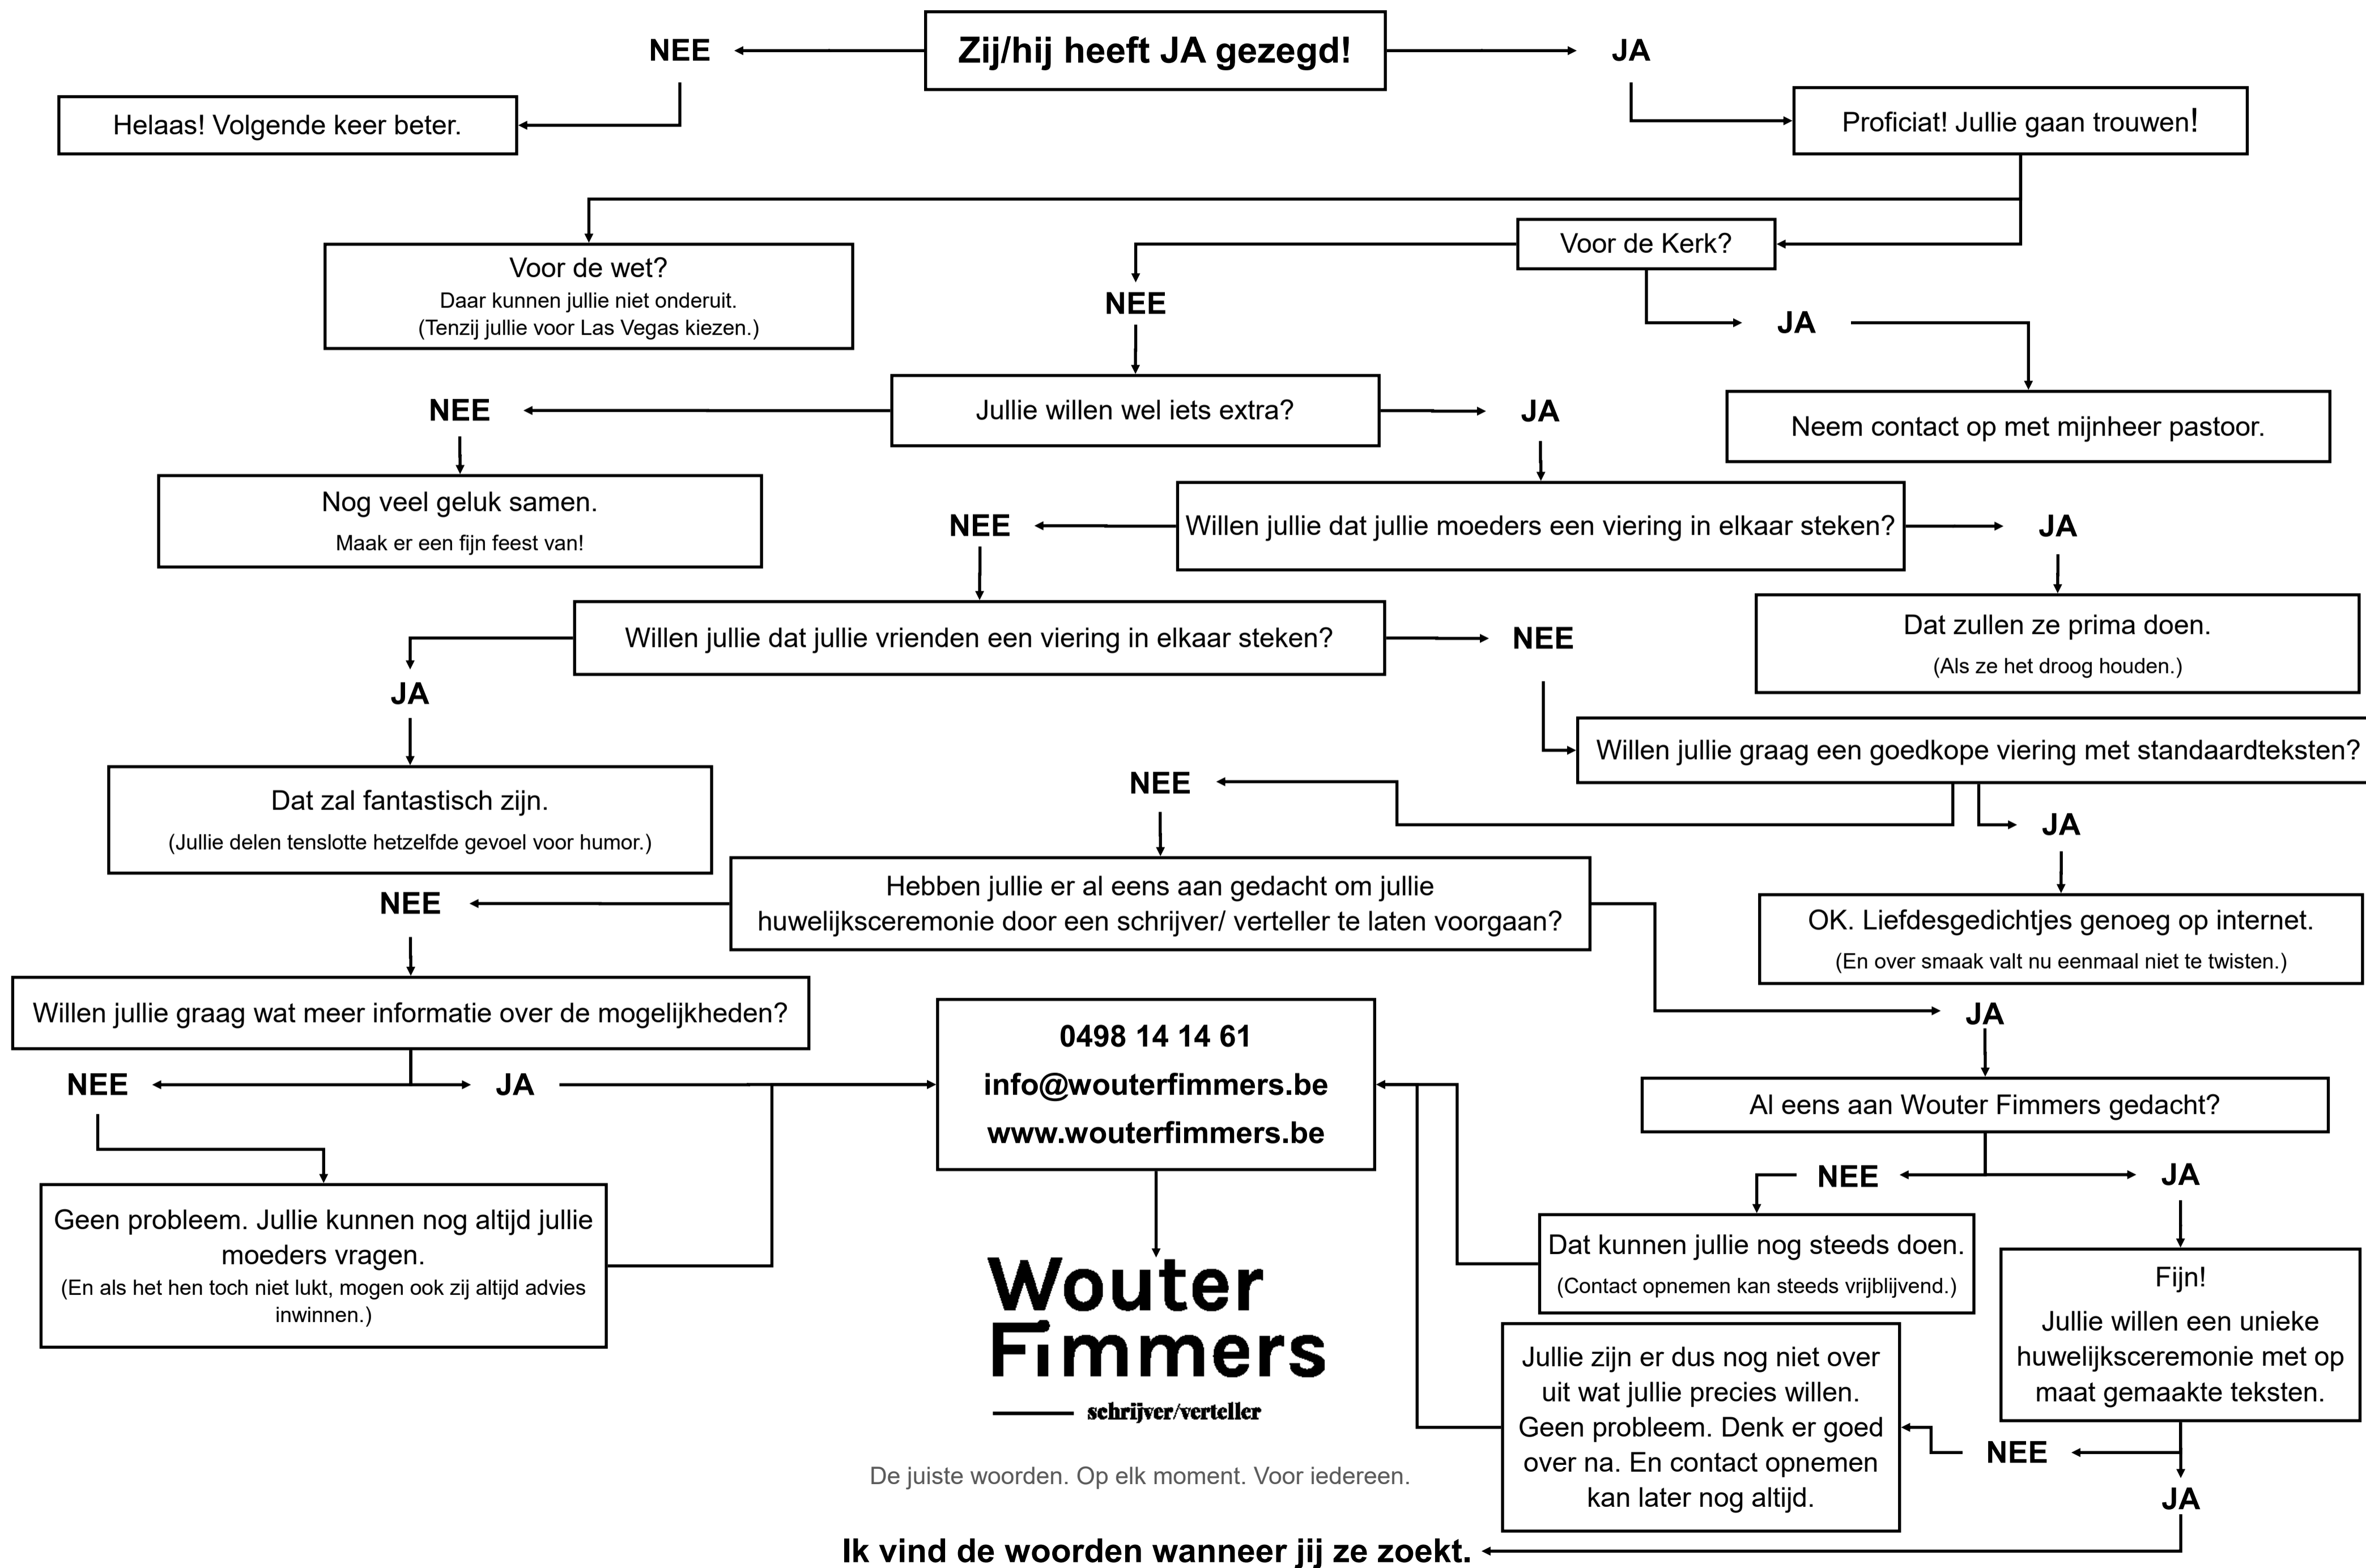 Zij/hij heeft JA gezegd!
NEE
JA
Helaas! Volgende keer beter.
Proficiat! Jullie gaan trouwen!
Voor de wet?
Daar kunnen jullie niet onderuit.
(Tenzij jullie voor Las Vegas kiezen.)
Voor de Kerk?
NEE
JA
Neem contact op met mijnheer pastoor.
Jullie willen wel iets extra?
NEE
JA
Nog veel geluk samen.
Maak er een fijn feest van!
Willen jullie dat jullie moeders een viering in elkaar steken?
NEE
JA
Dat zullen ze prima doen.
(Als ze het droog houden.)
Willen jullie dat jullie vrienden een viering in elkaar steken?
JA
NEE
Dat zal fantastisch zijn.
(Jullie delen tenslotte hetzelfde gevoel voor humor.)
Willen jullie graag een goedkope viering met standaardteksten?
NEE
JA
OK. Liefdesgedichtjes genoeg op internet.
(En over smaak valt nu eenmaal niet te twisten.)
Hebben jullie er al eens aan gedacht om jullie
huwelijksceremonie door een schrijver/ verteller te laten voorgaan?
NEE
JA
Willen jullie graag wat meer informatie over de mogelijkheden?
NEE
JA
Geen probleem. Jullie kunnen nog altijd jullie
moeders vragen.
(En als het hen toch niet lukt, mogen ook zij altijd advies
inwinnen.)
0498 14 14 61
info@wouterfimmers.be
www.wouterfimmers.be
Al eens aan Wouter Fimmers gedacht?
NEE
JA
Dat kunnen jullie nog steeds doen.
(Contact opnemen kan steeds vrijblijvend.)
Fijn!
Jullie willen een unieke
huwelijksceremonie met op
maat gemaakte teksten.
NEE
JA
Jullie zijn er dus nog niet over
uit wat jullie precies willen.
Geen probleem. Denk er goed
over na. En contact opnemen
kan later nog altijd.
Wouter
Fimmers
schrijver/verteller
De juiste woorden. Op elk moment. Voor iedereen.
Ik vind de woorden wanneer jij ze zoekt.